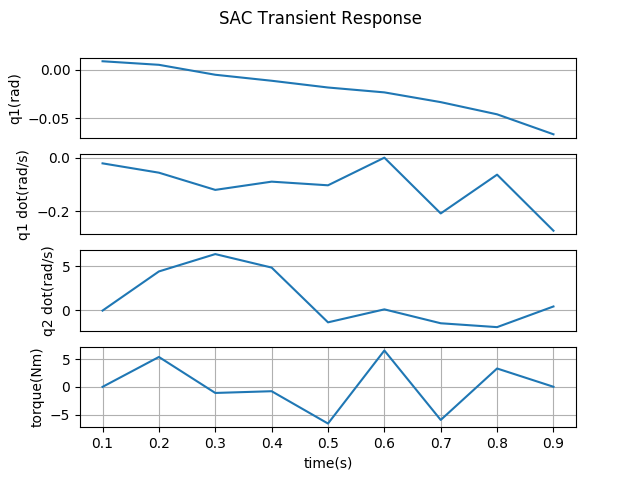 SAC Transient Response
0.00
−0.05
q1(rad)
0.0
−0.2
q1 dot(rad/s)
5
0
q2 dot(rad/s)
5
0
−5
torque(Nm)
0.1 0.2 0.3 0.4 0.5 0.6 0.7 0.8 0.9
time(s)